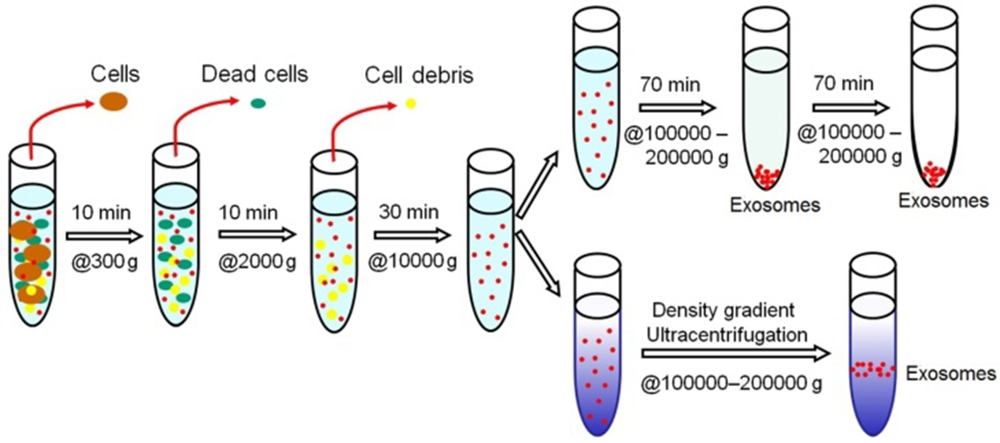 Cells
Dead cells
Cell debris
10 min
@300 g
10 min
@2000 g
30 min
@10000 g
70 min
@100000 –
200000 g
Exosomes
70 min
@100000 –
200000 g
Exosomes
Density gradient
Ultracentrifugation
@100000–200000 g
Exosomes